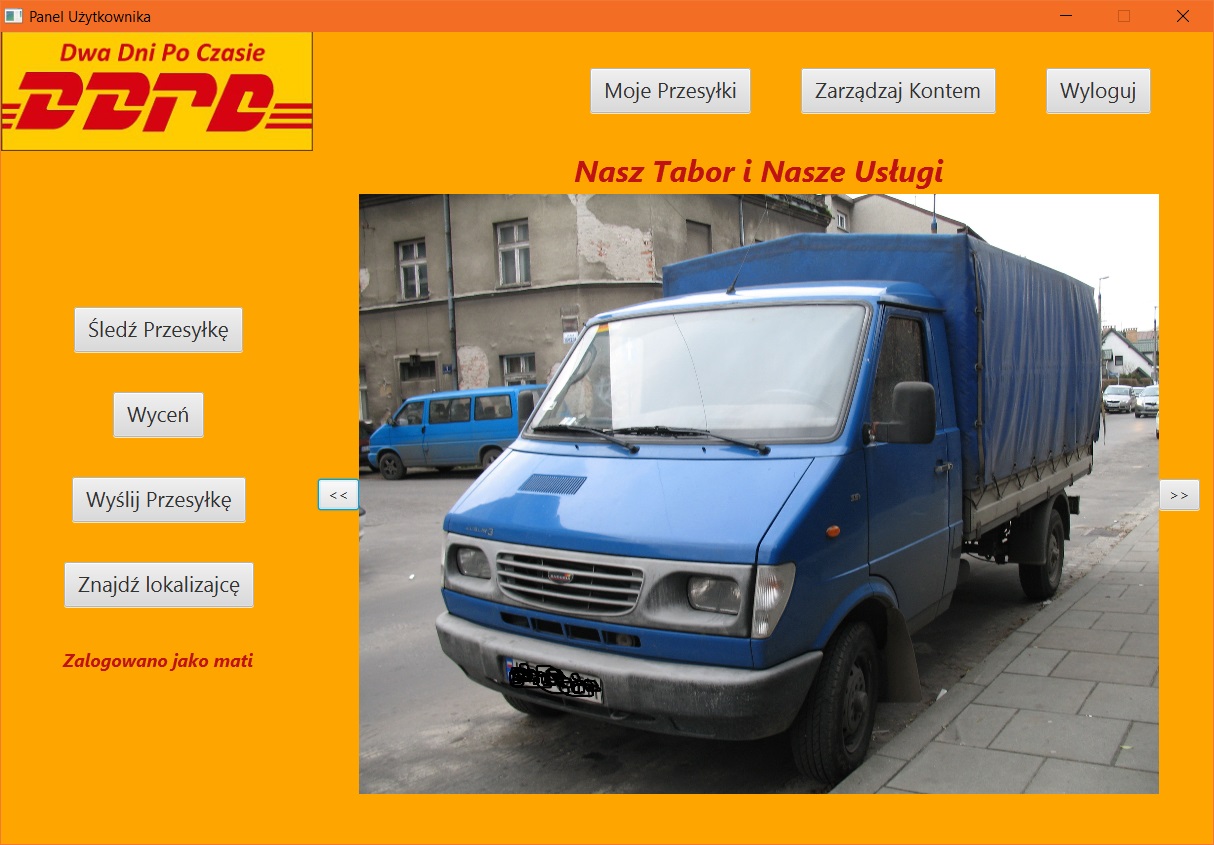 Panel Użytkownika
Dwa Dni Po Czasie
DDPC
Moje Przesyłki
Zarządzaj Kontem
Wyloguj
Nasz Tabor i Nasze Usługi
Śledź Przesyłkę
Wyceń
Wyślij Przesyłkę
<<
>>
Znajdź lokalizajcę
Zalogowano jako mati